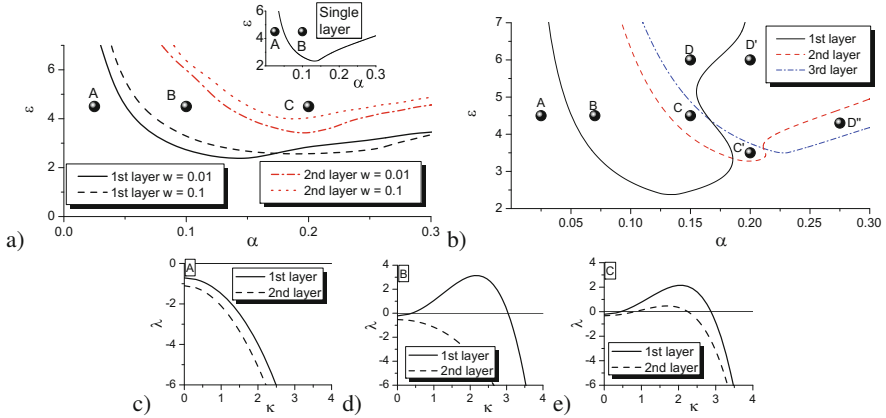 a)
ε
6
4
2
0
0.0
0.1
0.2
0.3
α
A
B
C
1st layer w = 0.01
1st layer w = 0.1
2nd layer w = 0.01
2nd layer w = 0.1
Single
layer
ε
6
4
2
0.0
0.1
0.2
0.3
α
A
B
b)
ε
7
6
5
4
3
2
0.05
0.10
0.15
0.20
0.25
0.30
α
A
B
C
D
C'
D'
D"
1st layer
2nd layer
3rd layer
c)
A
λ
0
-2
-4
-6
0
1
2
3
4
κ
1st layer
2nd layer
d)
B
λ
4
2
0
-2
-4
-6
0
1
2
3
4
κ
1st layer
2nd layer
e)
C
λ
4
2
0
-2
-4
-6
0
1
2
3
4
κ
1st layer
2nd layer